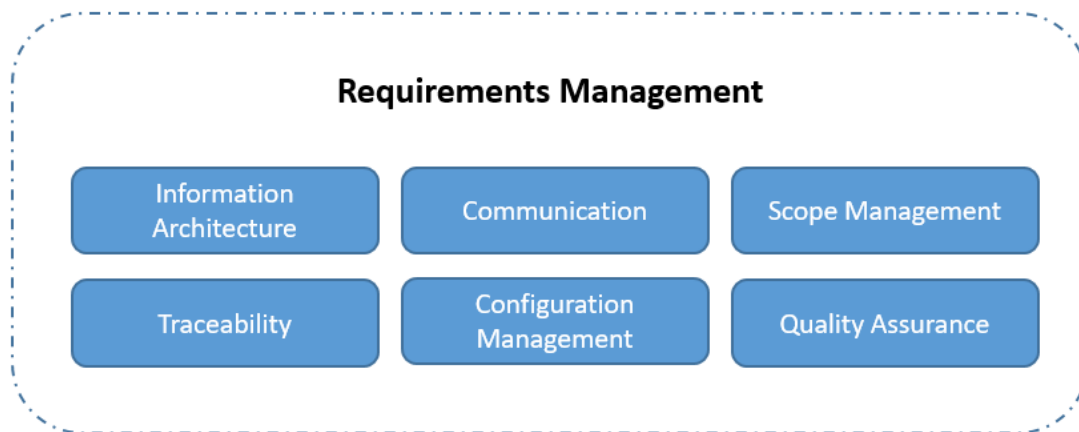 Requirements Management
Information
Architecture
Communication
Scope Management
Traceability
Configuration
Management
Quality Assurance